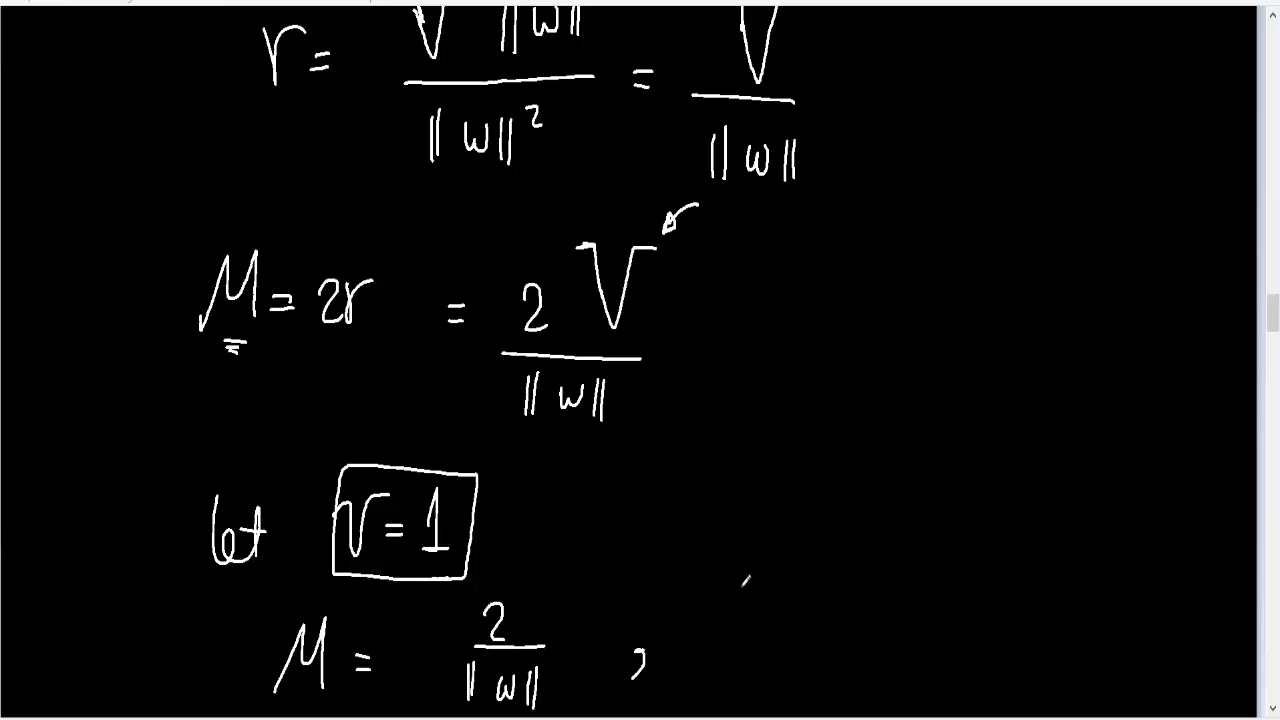 r = V ||w|| / ||w||² = V / ||w||
M = 2r = 2V / ||w||
let V = 1
M = 2 / ||w|| ,